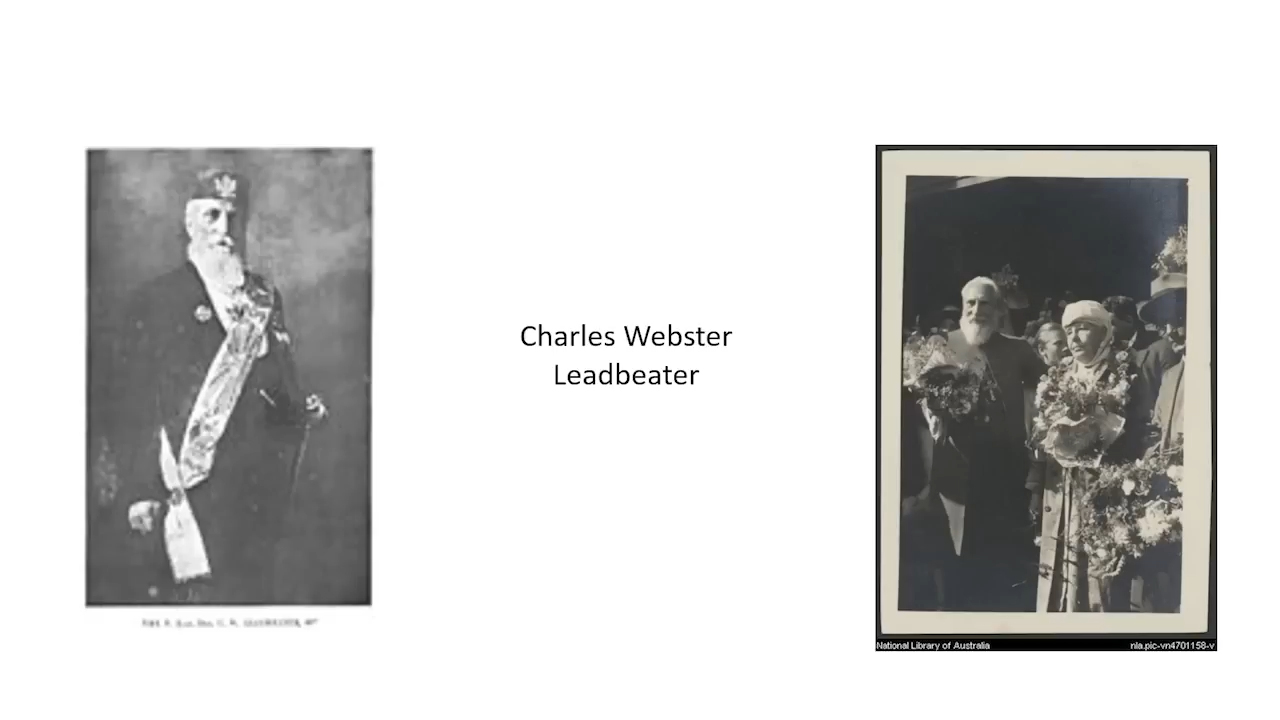 Charles Webster
Leadbeater
National Library of Australia
nla.pic-vn4701158-v